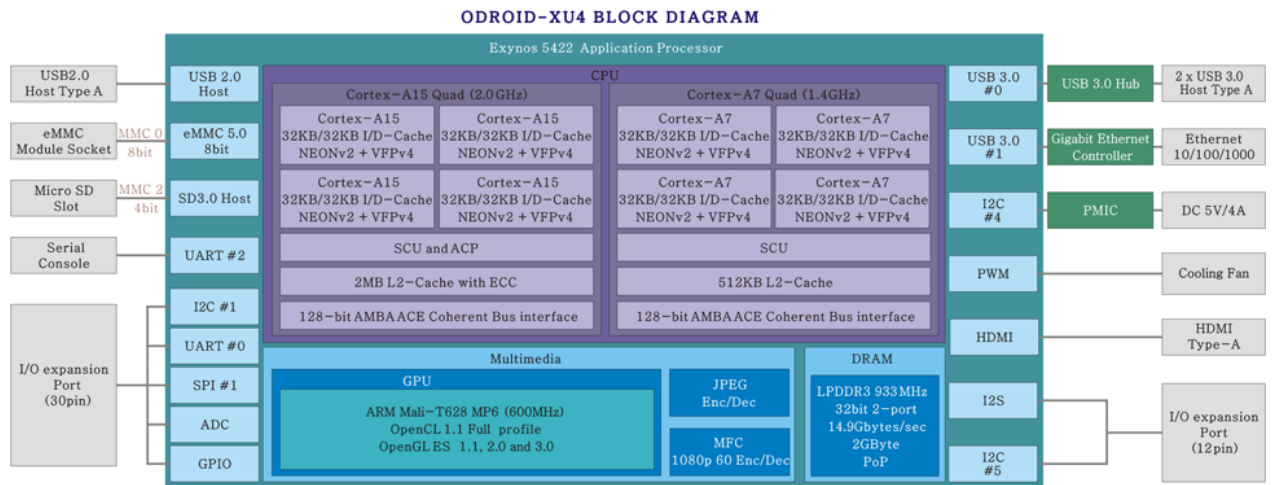 ODROID-XU4 BLOCK DIAGRAM
Exynos 5422 Application Processor
USB2.0
Host Type A
eMMC
Module Socket
MMC 0
8bit
Micro SD
Slot
MMC 2
4bit
Serial
Console
I/O expansion
Port
(30pin)
USB 2.0
Host
eMMC 5.0
8bit
SD3.0 Host
UART #2
I2C #1
UART #0
SPI #1
ADC
GPIO
CPU
Cortex-A15 Quad (2.0GHz)
Cortex-A15
32KB/32KB I/D-Cache
NEONv2 + VFPv4
Cortex-A15
32KB/32KB I/D-Cache
NEONv2 + VFPv4
Cortex-A15
32KB/32KB I/D-Cache
NEONv2 + VFPv4
Cortex-A15
32KB/32KB I/D-Cache
NEONv2 + VFPv4
SCU and ACP
2MB L2-Cache with ECC
128-bit AMBA ACE Coherent Bus interface
Cortex-A7 Quad (1.4GHz)
Cortex-A7
32KB/32KB I/D-Cache
NEONv2 + VFPv4
Cortex-A7
32KB/32KB I/D-Cache
NEONv2 + VFPv4
Cortex-A7
32KB/32KB I/D-Cache
NEONv2 + VFPv4
Cortex-A7
32KB/32KB I/D-Cache
NEONv2 + VFPv4
SCU
512KB L2-Cache
128-bit AMBA ACE Coherent Bus interface
Multimedia
GPU
ARM Mali-T628 MP6 (600MHz)
OpenCL 1.1 Full profile
OpenGL ES 1.1, 2.0 and 3.0
JPEG
Enc/Dec
MFC
1080p 60 Enc/Dec
DRAM
LPDDR3 933MHz
32bit 2-port
14.9Gbytes/sec
2GByte
PoP
USB 3.0
#0
USB 3.0
#1
I2C
#4
PWM
HDMI
I2S
I2C
#5
USB 3.0 Hub
Gigabit Ethernet
Controller
PMIC
2 x USB 3.0
Host Type A
Ethernet
10/100/1000
DC 5V/4A
Cooling Fan
HDMI
Type-A
I/O expansion
Port
(12pin)